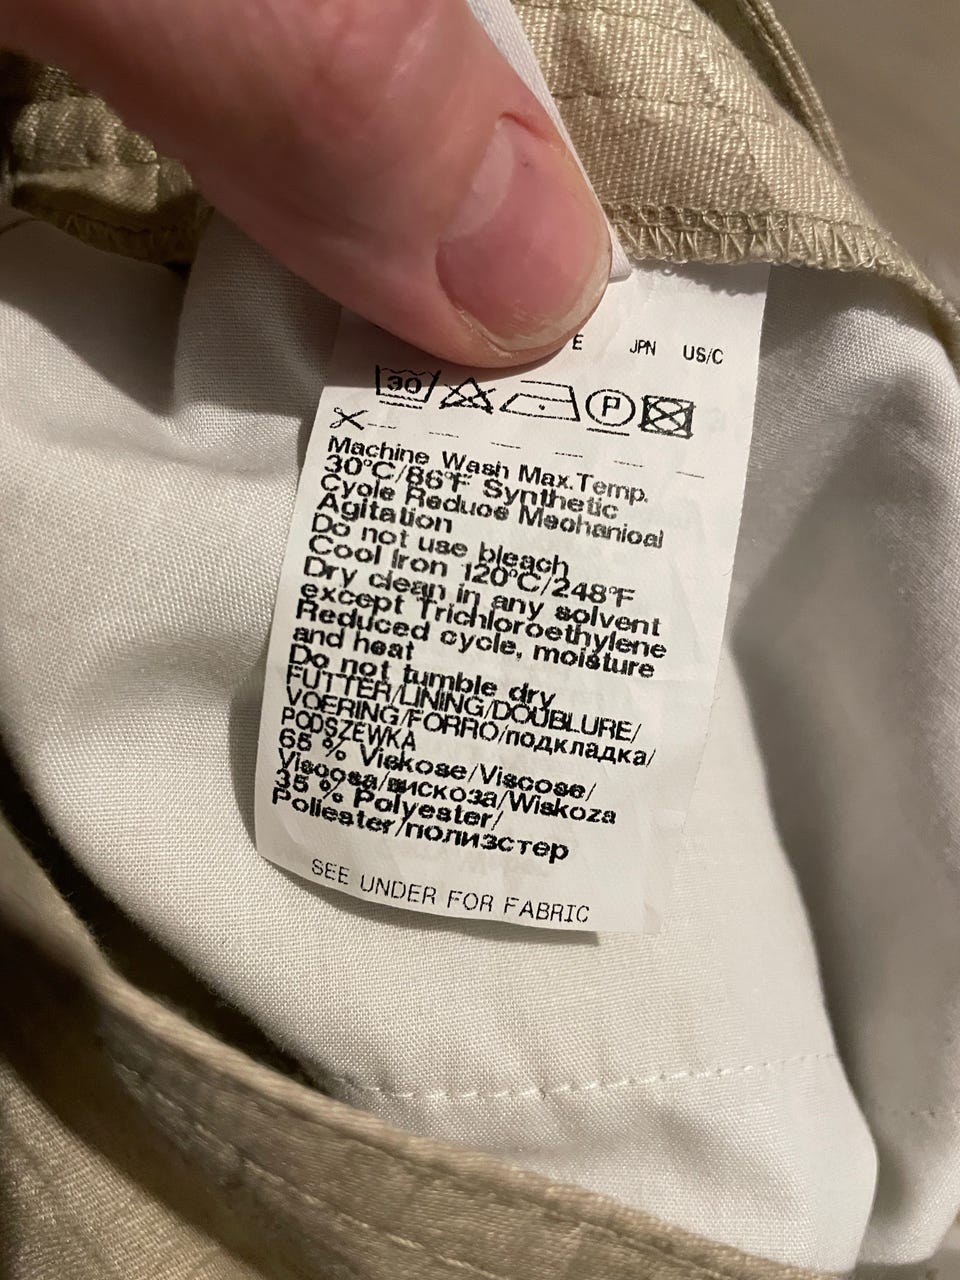 E JPN US/C
30 P
Machine Wash Max.Temp.
30°C/86°F Synthetic
Cycle Reduce Mechanical
Agitation
Do not use bleach
Cool Iron 120°C/248°F
Dry clean in any solvent
except Trichloroethylene
Reduced cycle, moisture
and heat
Do not tumble dry
FUTTER/LINING/DOUBLURE/
VOERING/FORRO/подкладка/
PODSZEWKA
65 % Viskose/Viscose/
Viscosa/вискоза/Wiskoza
35 % Polyester/
Poliester/полиэстер
SEE UNDER FOR FABRIC